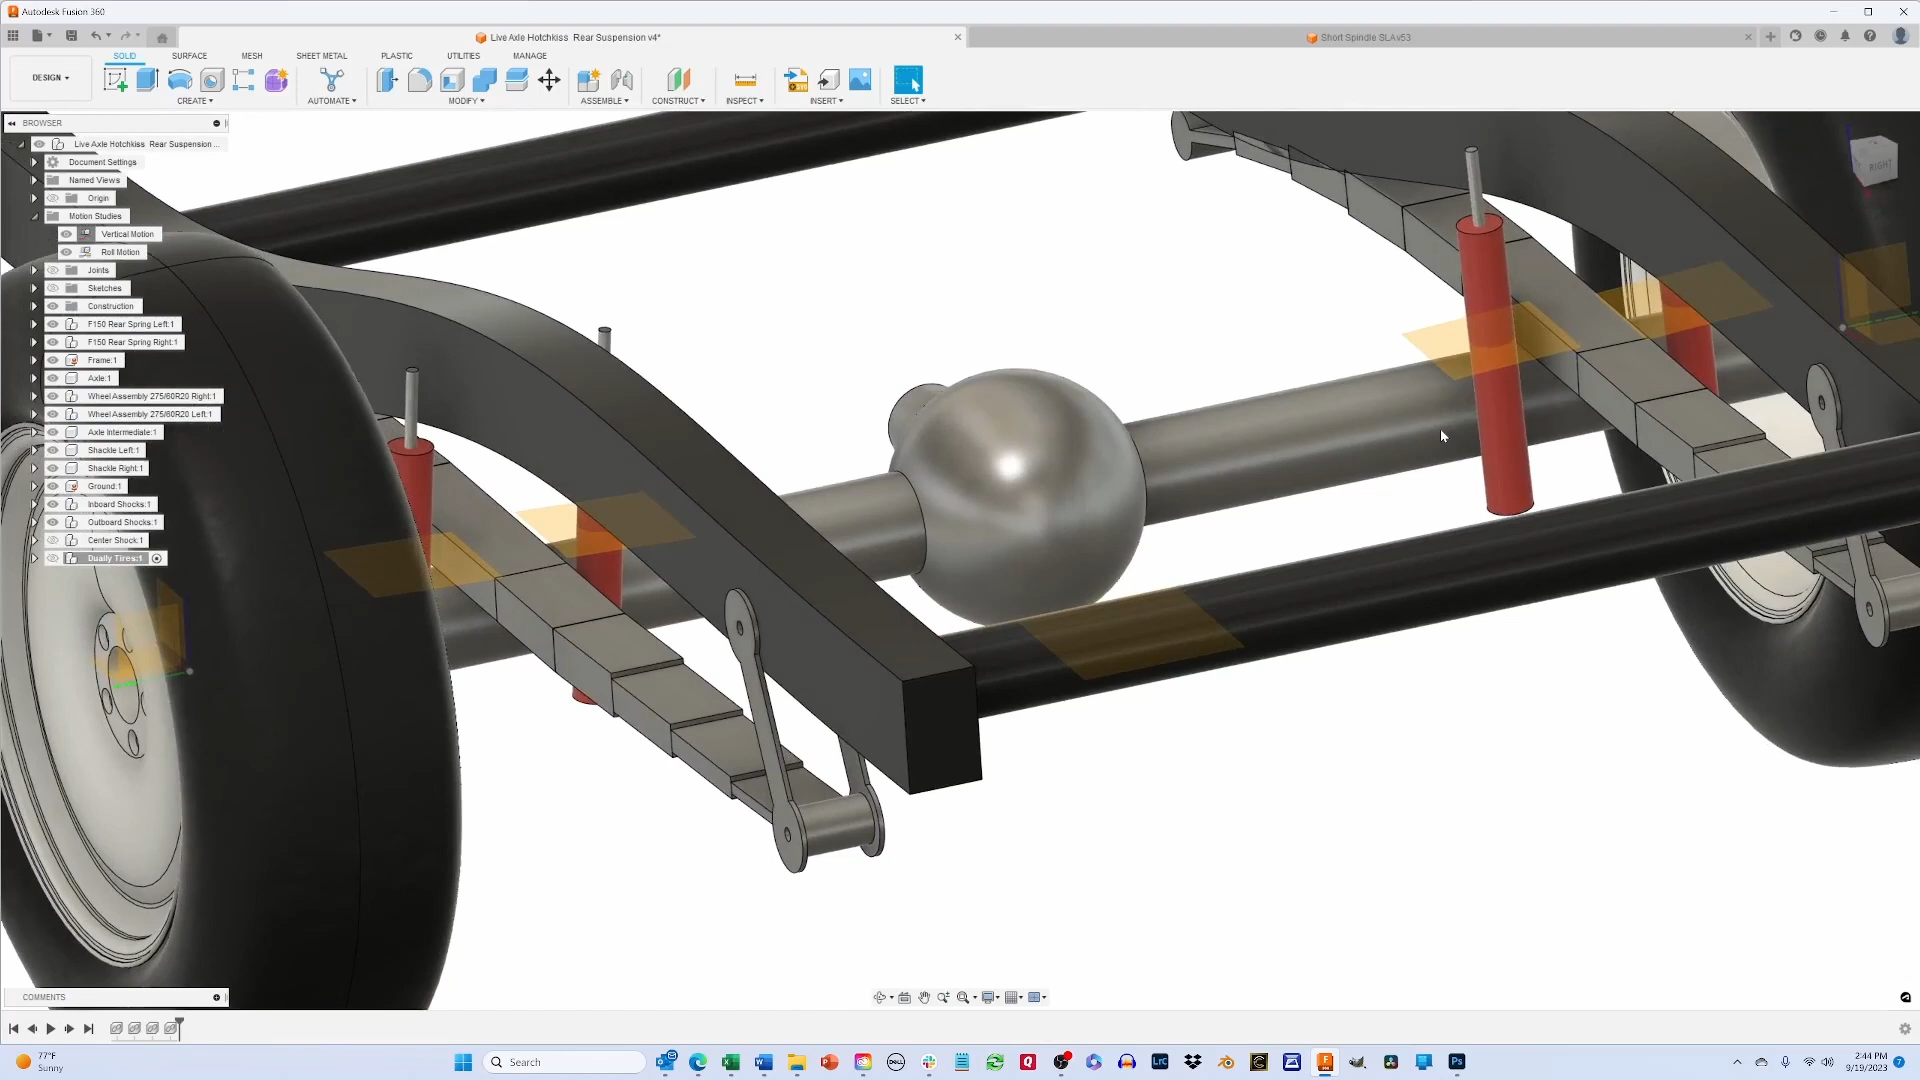 Autodesk Fusion 360
Live Axle Hotchkiss Rear Suspension v4*
Short Spindle SLAv53
SOLID SURFACE MESH SHEET METAL PLASTIC UTILITIES MANAGE
DESIGN
CREATE AUTOMATE MODIFY ASSEMBLE CONSTRUCT INSPECT INSERT SELECT
BROWSER
Live Axle Hotchkiss Rear Suspension ...
Document Settings
Named Views
Origin
Motion Studies
Vertical Motion
Roll Motion
Joints
Sketches
Construction
F150 Rear Spring Left:1
F150 Rear Spring Right:1
Frame:1
Axle:1
Wheel Assembly 275/60R20 Right:1
Wheel Assembly 275/60R20 Left:1
Axle Intermediate:1
Shackle Left:1
Shackle Right:1
Ground:1
Inboard Shocks:1
Outboard Shocks:1
Center Shock:1
Dually Tires:1
RIGHT
COMMENTS
77°F
Sunny
Search
DELL
LrC
Ps
2:44 PM
9/19/2023